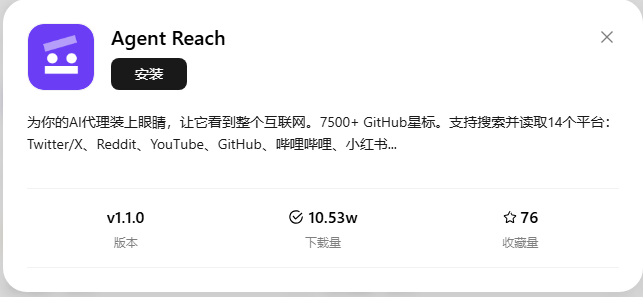 Agent Reach
安装
为你的AI代理装上眼睛，让它看到整个互联网。7500+ GitHub星标。支持搜索并读取14个平台：
Twitter/X、Reddit、YouTube、GitHub、哔哩哔哩、小红书...
v1.1.0
版本
10.53w
下载量
76
收藏量